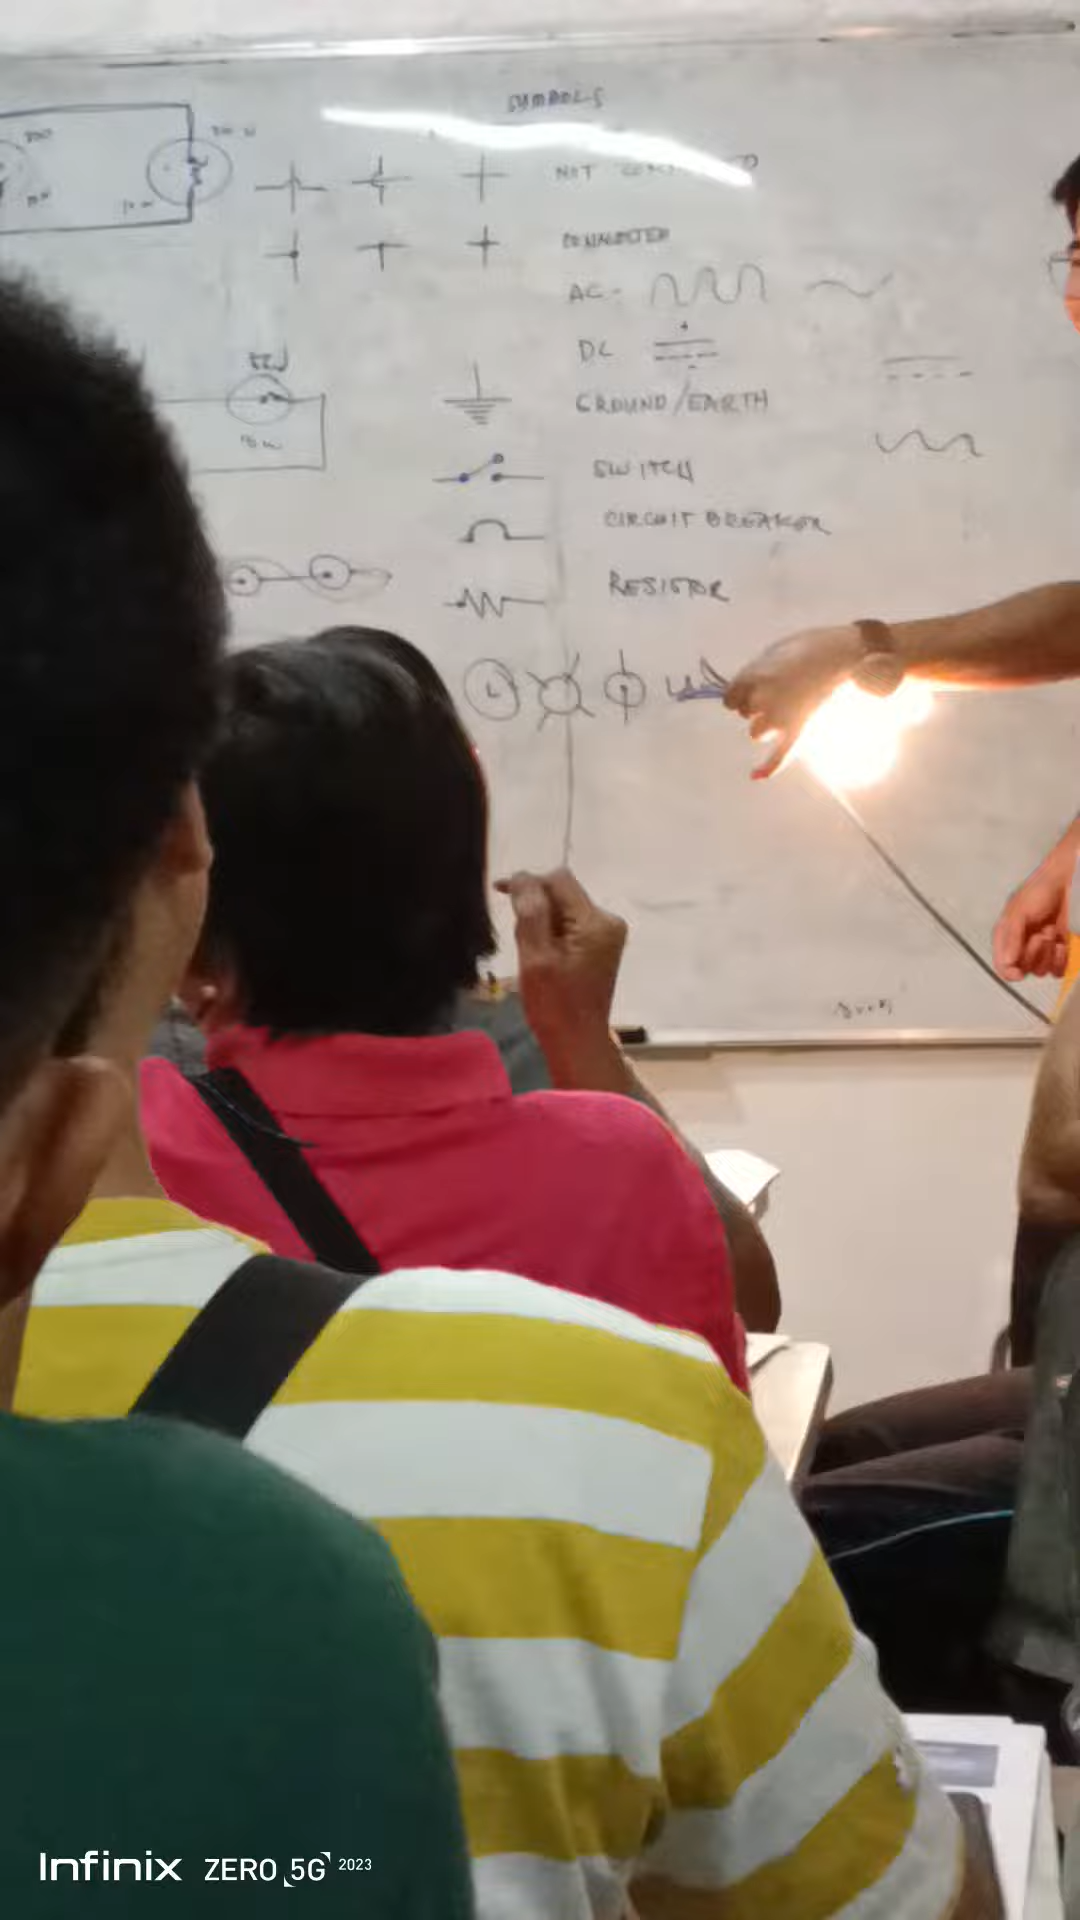 SYMBOLS
NOT
CONNECTED
AC -
DC
GROUND/EARTH
SWITCH
CIRCUIT BREAKER
RESISTOR
L
Infinix ZERO 5G 2023